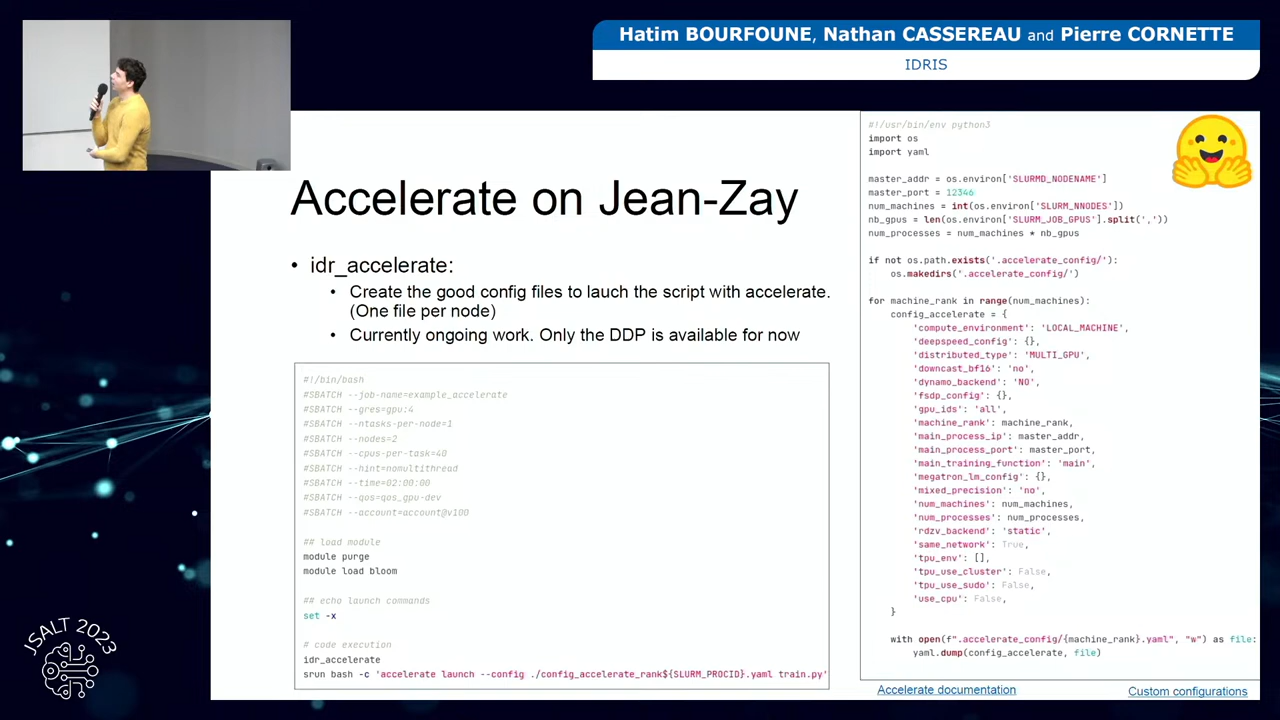 Hatim BOURFOUNE, Nathan CASSEREAU and Pierre CORNETTE
IDRIS
Accelerate on Jean-Zay
• idr_accelerate:
• Create the good config files to lauch the script with accelerate.
(One file per node)
• Currently ongoing work. Only the DDP is available for now
#!/bin/bash
#SBATCH --job-name=example_accelerate
#SBATCH --gres=gpu:4
#SBATCH --ntasks-per-node=1
#SBATCH --nodes=2
#SBATCH --cpus-per-task=40
#SBATCH --hint=nomultithread
#SBATCH --time=02:00:00
#SBATCH --qos=qos_gpu-dev
#SBATCH --account=account@v100
## load module
module purge
module load bloom
## echo launch commands
set -x
# code execution
idr_accelerate
srun bash -c 'accelerate launch --config ./config_accelerate_rank${SLURM_PROCID}.yaml train.py'
#!/usr/bin/env python3
import os
import yaml
master_addr = os.environ['SLURMD_NODENAME']
master_port = 12346
num_machines = int(os.environ['SLURM_NNODES'])
nb_gpus = len(os.environ['SLURM_JOB_GPUS'].split(','))
num_processes = num_machines * nb_gpus
if not os.path.exists('.accelerate_config/'):
    os.makedirs('.accelerate_config/')
for machine_rank in range(num_machines):
    config_accelerate = {
        'compute_environment': 'LOCAL_MACHINE',
        'deepspeed_config': {},
        'distributed_type': 'MULTI_GPU',
        'downcast_bf16': 'no',
        'dynamo_backend': 'NO',
        'fsdp_config': {},
        'gpu_ids': 'all',
        'machine_rank': machine_rank,
        'main_process_ip': master_addr,
        'main_process_port': master_port,
        'main_training_function': 'main',
        'megatron_lm_config': {},
        'mixed_precision': 'no',
        'num_machines': num_machines,
        'num_processes': num_processes,
        'rdzv_backend': 'static',
        'same_network': True,
        'tpu_env': [],
        'tpu_use_cluster': False,
        'tpu_use_sudo': False,
        'use_cpu': False,
    }
    with open(f".accelerate_config/{machine_rank}.yaml", "w") as file:
        yaml.dump(config_accelerate, file)
Accelerate documentation
Custom configurations
JSALT 2023